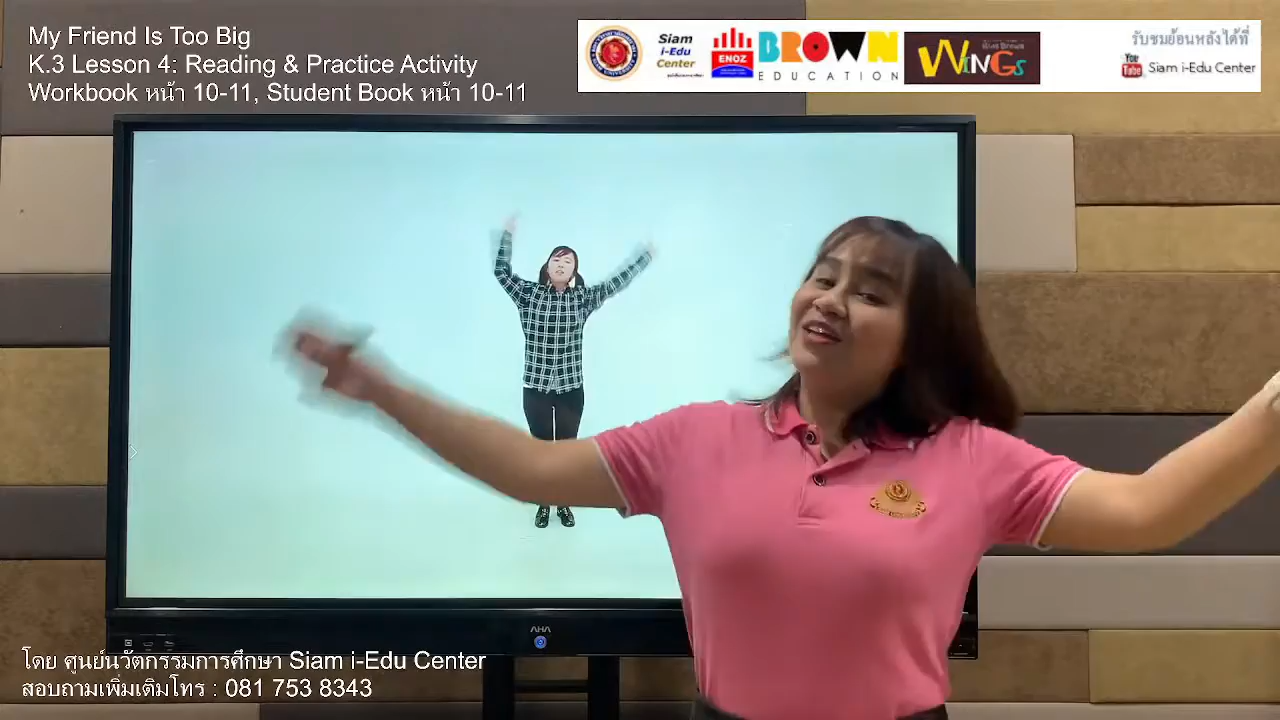 My Friend Is Too Big
K3 | Lesson 4: Reading & Practice Activity
Workbook หน้า 10-11, Student Book หน้า 10-11
Siam
i-Edu
Center
ENOZ
BROWN
EDUCATION
WINGS
รับชมย้อนหลังได้ที่
You
Tube
Siam i-Edu Center
AHA
โดย ศูนย์นวัตกรรมการศึกษา Siam i-Edu Center
สอบถามเพิ่มเติมโทร : 081 753 8343